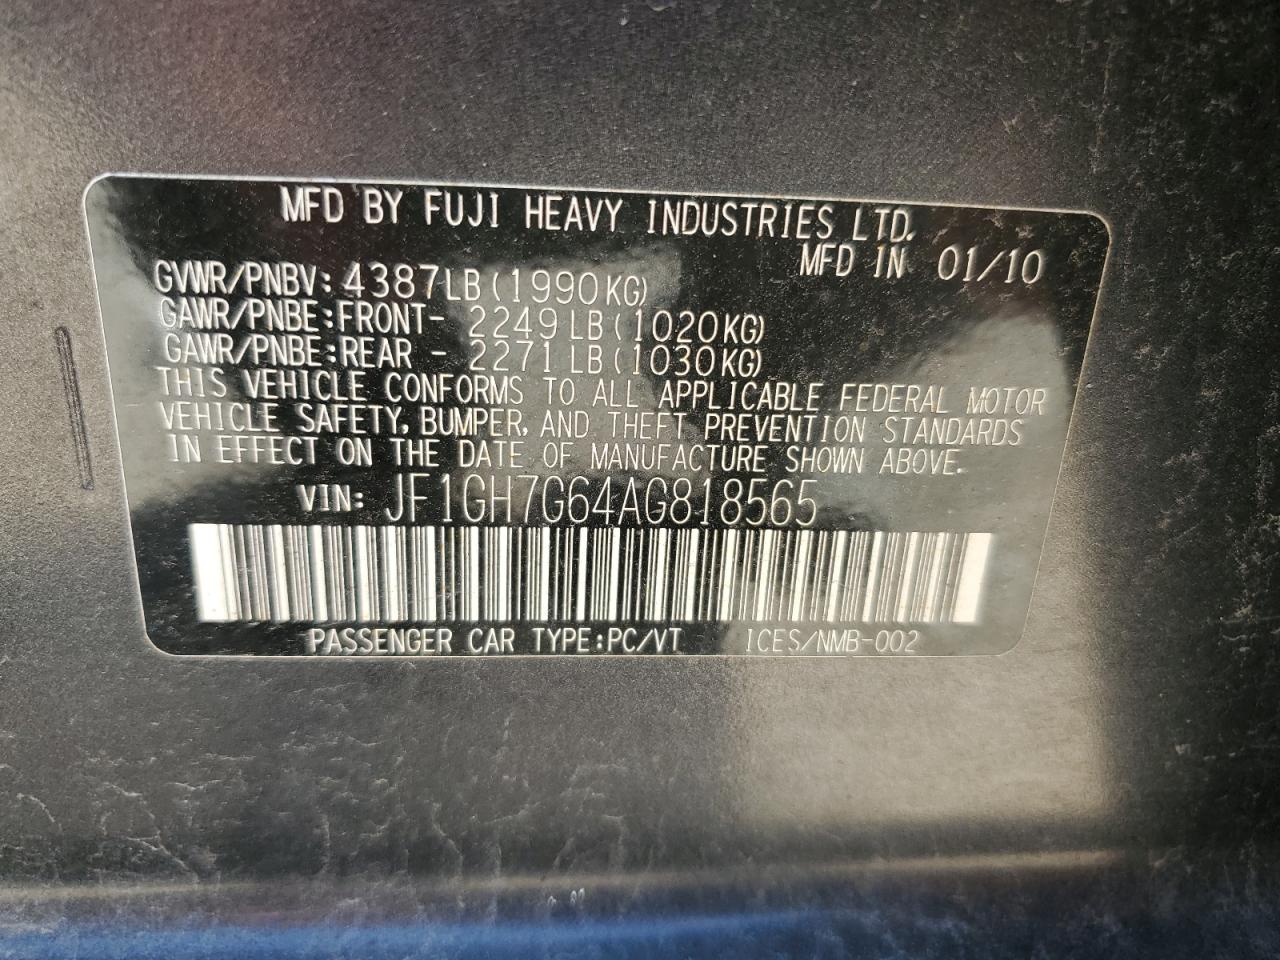 MFD BY FUJI HEAVY INDUSTRIES LTD.
MFD IN 01/10
GVWR/PNBV: 4387LB(1990KG)
GAWR/PNBE:FRONT- 2249LB(1020KG)
GAWR/PNBE:REAR - 2271LB(1030KG)
THIS VEHICLE CONFORMS TO ALL APPLICABLE FEDERAL MOTOR
VEHICLE SAFETY, BUMPER, AND THEFT PREVENTION STANDARDS
IN EFFECT ON THE DATE OF MANUFACTURE SHOWN ABOVE.
VIN: JF1GH7G64AG818565
PASSENGER CAR TYPE:PC/VT ICES/NMB-002